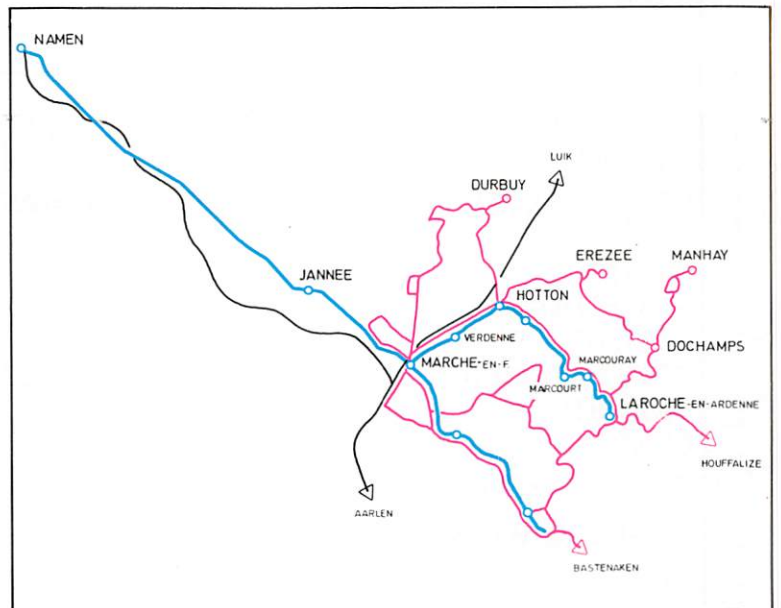 NAMEN
LUIK
DURBUY
EREZEE
MANHAY
JANNEE
HOTTON
VERDENNE
DOCHAMPS
MARCHE-EN-F
MARCOURAY
MARCOURT
LAROCHE-EN-ARDENNE
HOUFFALIZE
AARLEN
BASTENAKEN